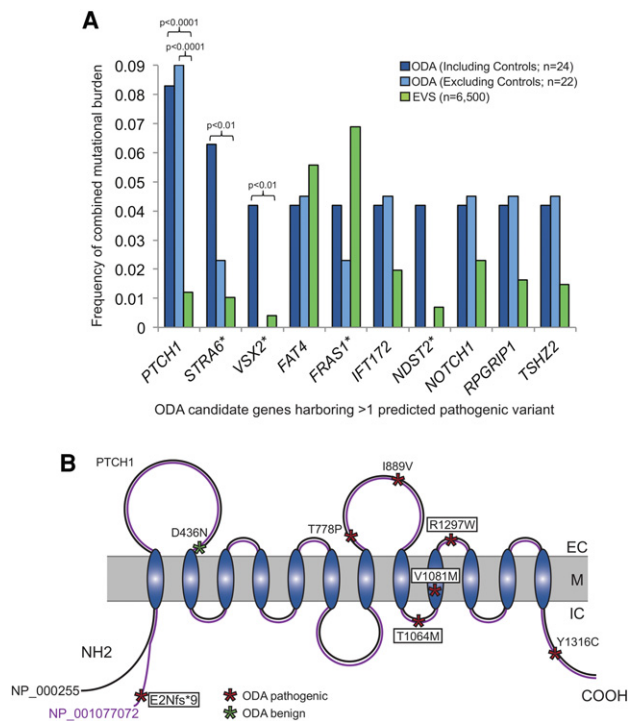 A
p<0.0001
p<0.0001
p<0.01
p<0.01
ODA (Including Controls; n=24)
ODA (Excluding Controls; n=22)
EVS (n=6,500)
Frequency of combined mutational burden
0.09
0.08
0.07
0.06
0.05
0.04
0.03
0.02
0.01
0
PTCH1
STRA6*
VSX2*
FAT4
FRAS1*
IFT172
NDST2*
NOTCH1
RPGRIP1
TSHZ2
ODA candidate genes harboring >1 predicted pathogenic variant
B
PTCH1
I889V
D436N
T778P
R1297W
EC
V1081M
M
IC
T1064M
Y1316C
NH2
NP_000255
E2Nfs*9
NP_001077072
ODA pathogenic
ODA benign
COOH